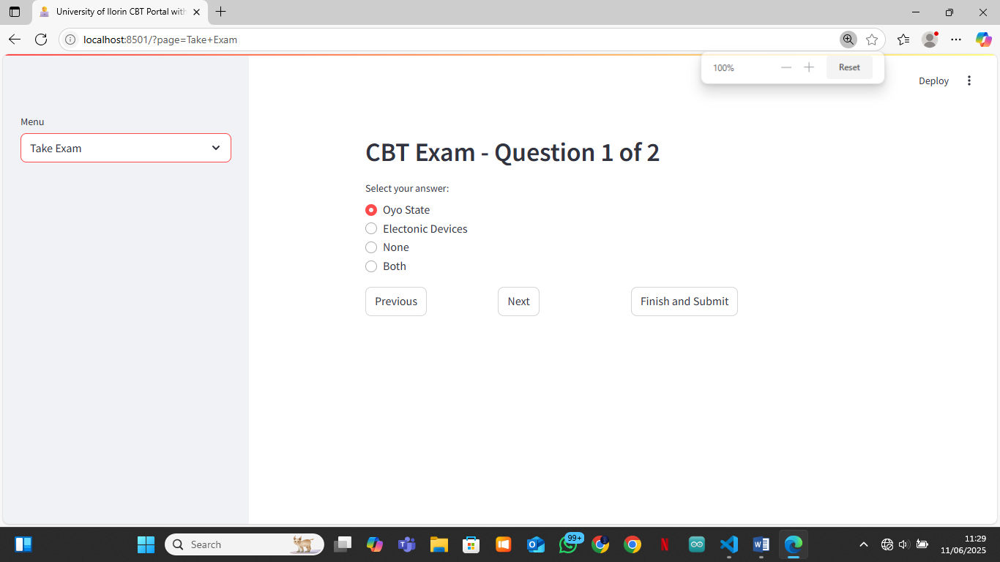 University of Ilorin CBT Portal with
localhost:8501/?page=Take+Exam
100%
Reset
Deploy
Menu
Take Exam
CBT Exam - Question 1 of 2
Select your answer:
Oyo State
Electonic Devices
None
Both
Previous
Next
Finish and Submit
Search
99+
11:29
11/06/2025